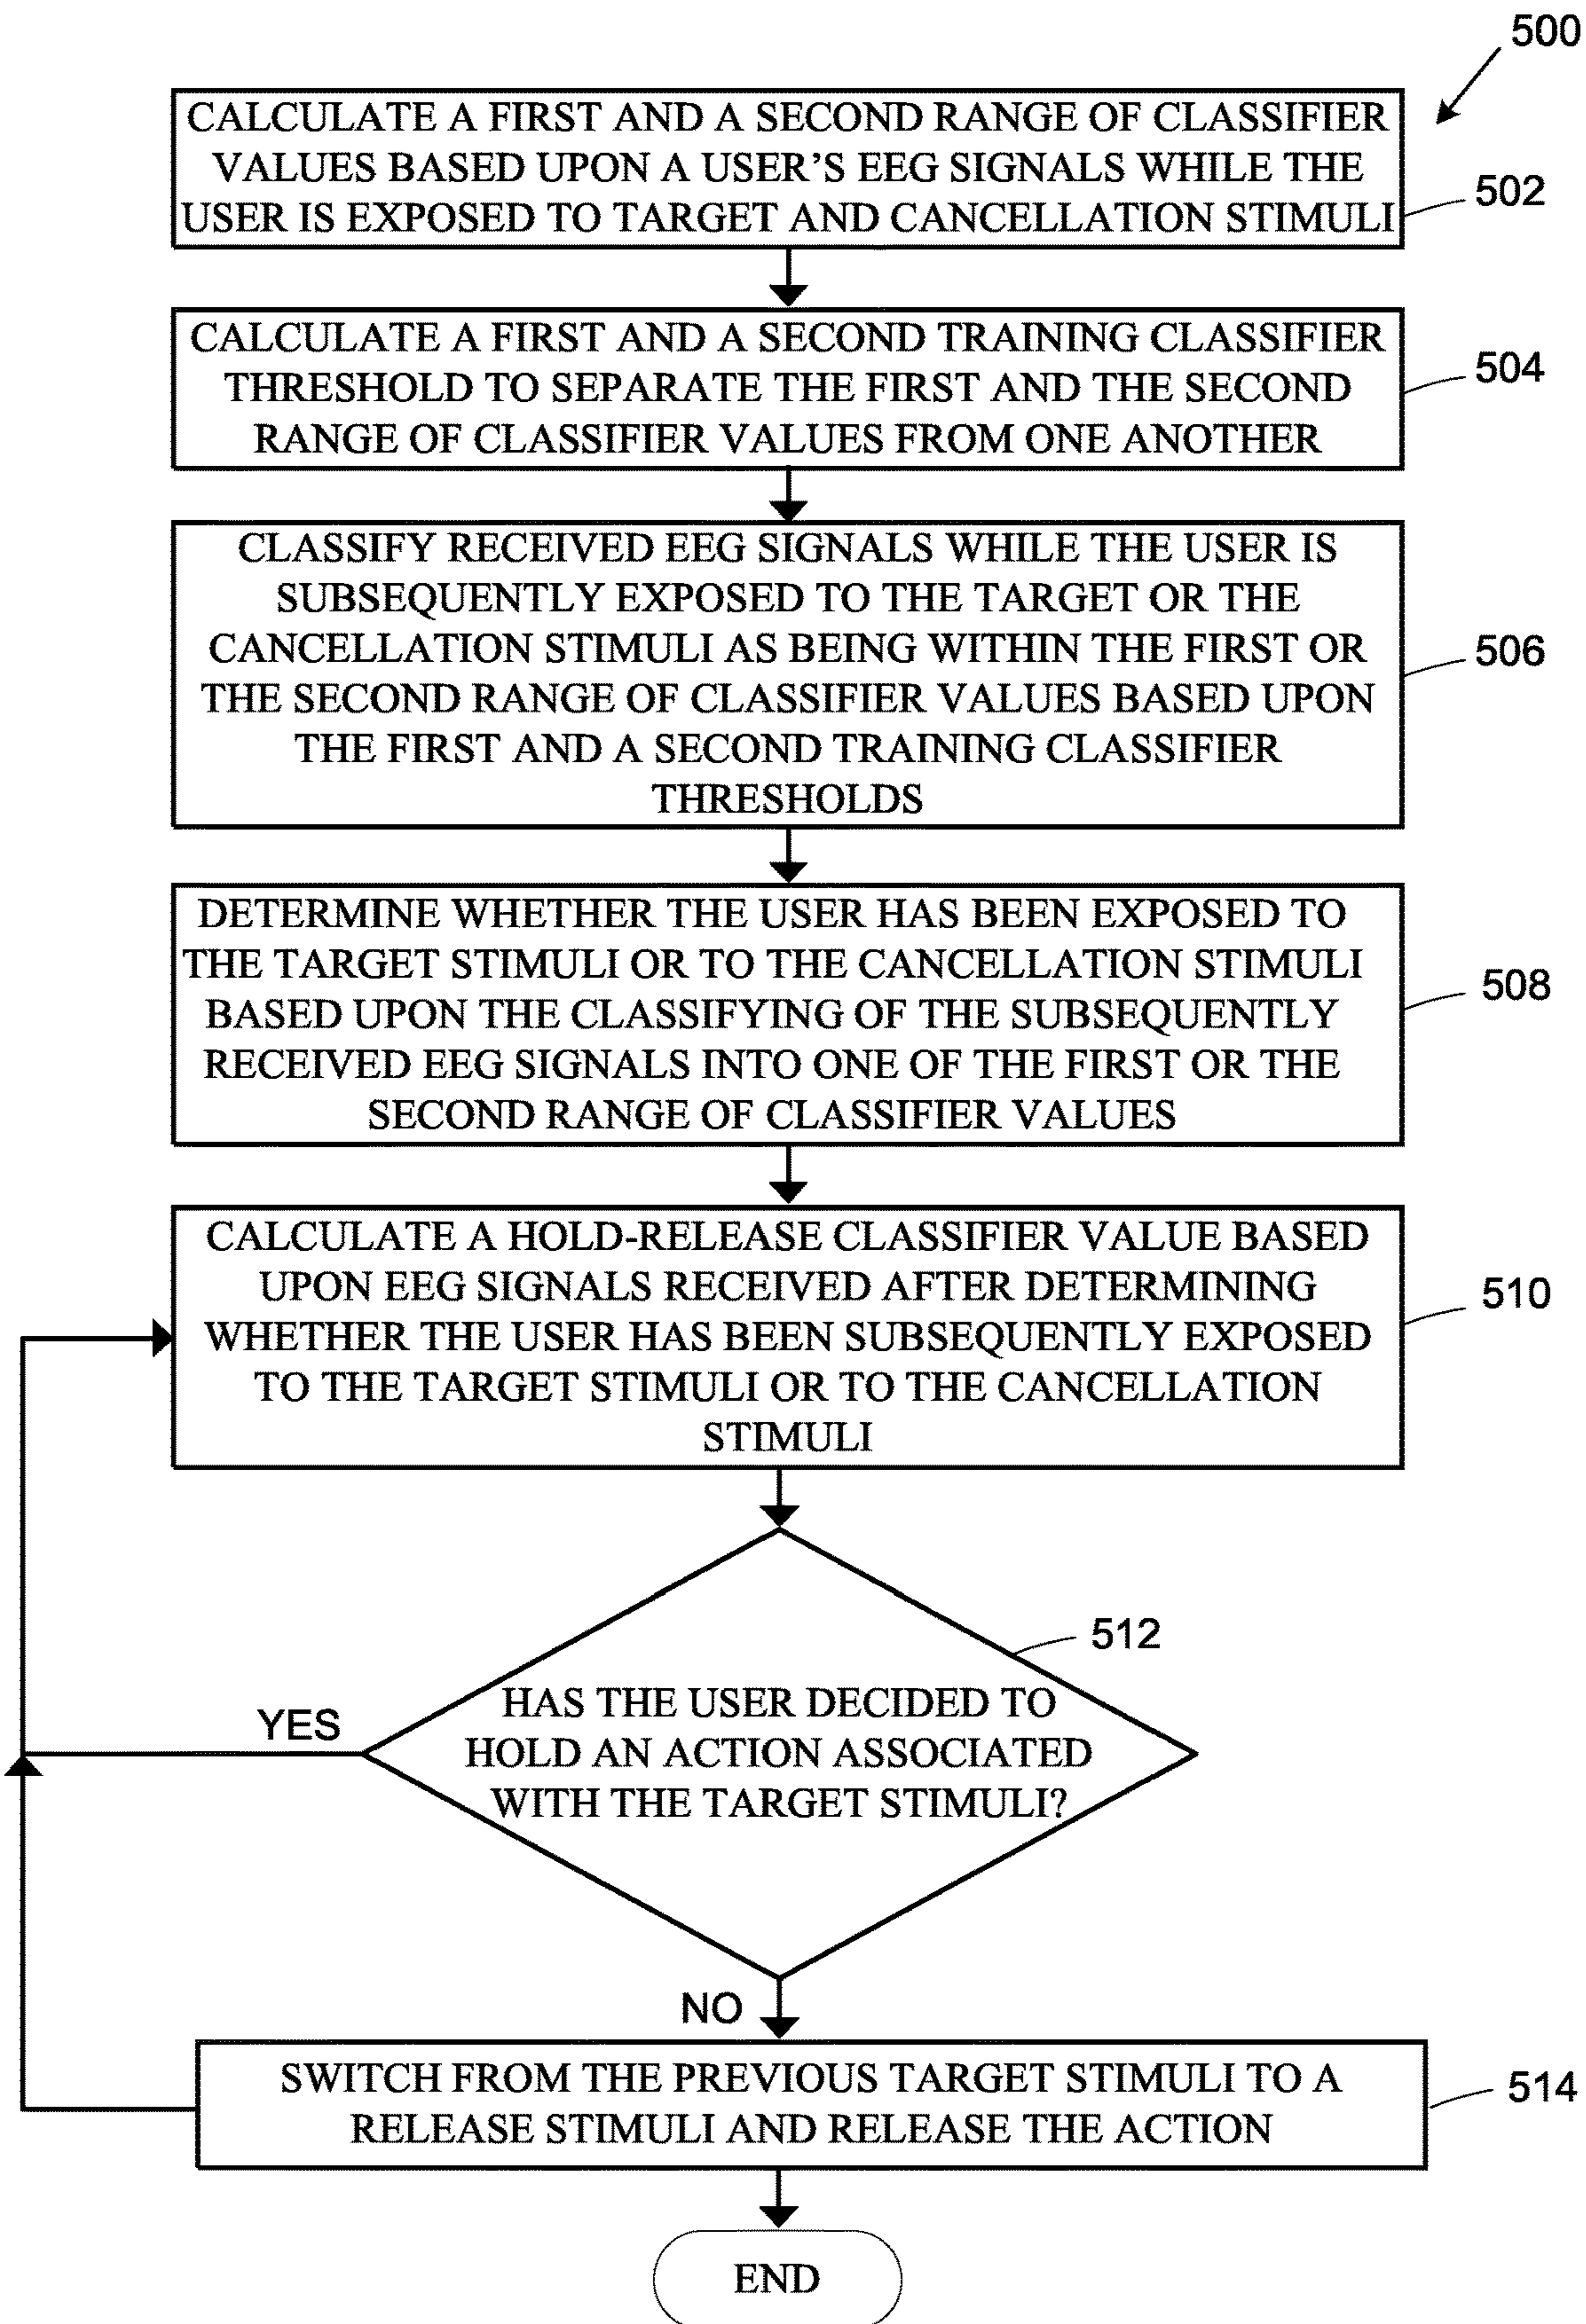 500
CALCULATE A FIRST AND A SECOND RANGE OF CLASSIFIER
VALUES BASED UPON A USER'S EEG SIGNALS WHILE THE
USER IS EXPOSED TO TARGET AND CANCELLATION STIMULI
502
CALCULATE A FIRST AND A SECOND TRAINING CLASSIFIER
THRESHOLD TO SEPARATE THE FIRST AND THE SECOND
RANGE OF CLASSIFIER VALUES FROM ONE ANOTHER
504
CLASSIFY RECEIVED EEG SIGNALS WHILE THE USER IS
SUBSEQUENTLY EXPOSED TO THE TARGET OR THE
CANCELLATION STIMULI AS BEING WITHIN THE FIRST OR
THE SECOND RANGE OF CLASSIFIER VALUES BASED UPON
THE FIRST AND A SECOND TRAINING CLASSIFIER
THRESHOLDS
506
DETERMINE WHETHER THE USER HAS BEEN EXPOSED TO
THE TARGET STIMULI OR TO THE CANCELLATION STIMULI
BASED UPON THE CLASSIFYING OF THE SUBSEQUENTLY
RECEIVED EEG SIGNALS INTO ONE OF THE FIRST OR THE
SECOND RANGE OF CLASSIFIER VALUES
508
CALCULATE A HOLD-RELEASE CLASSIFIER VALUE BASED
UPON EEG SIGNALS RECEIVED AFTER DETERMINING
WHETHER THE USER HAS BEEN SUBSEQUENTLY EXPOSED
TO THE TARGET STIMULI OR TO THE CANCELLATION
STIMULI
510
512
HAS THE USER DECIDED TO
HOLD AN ACTION ASSOCIATED
WITH THE TARGET STIMULI?
YES
NO
SWITCH FROM THE PREVIOUS TARGET STIMULI TO A
RELEASE STIMULI AND RELEASE THE ACTION
514
END